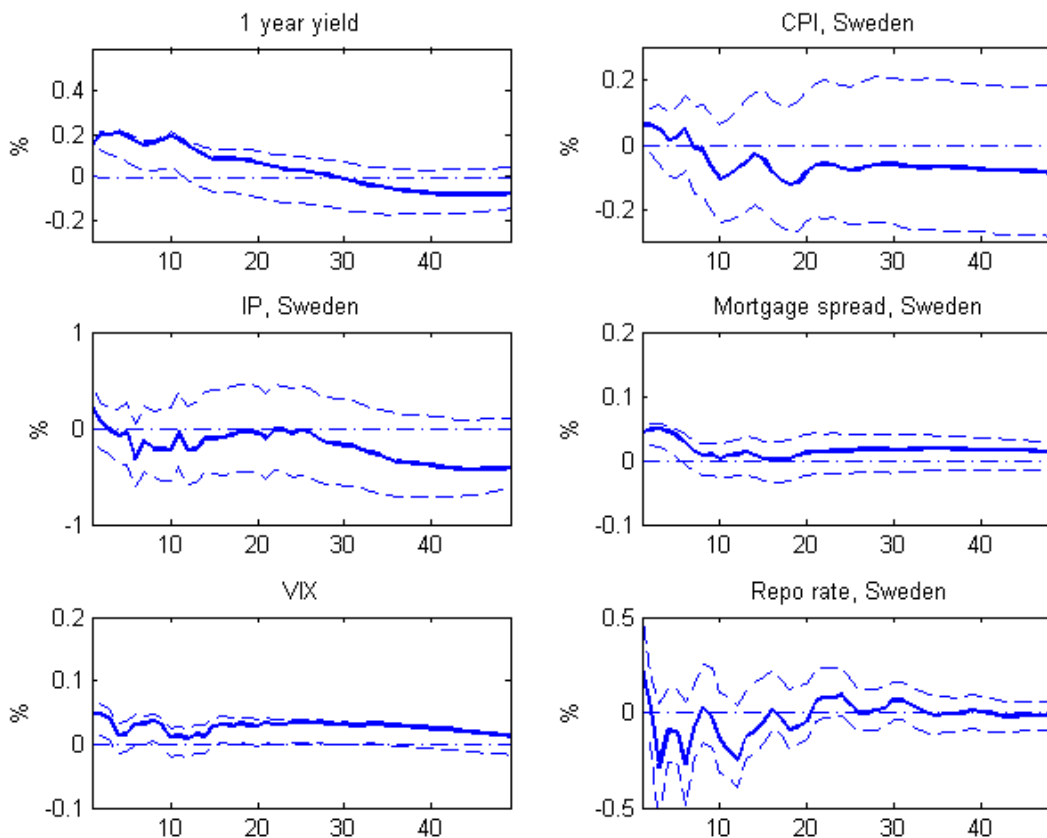 1 year yield
%
0.4
0.2
0
-0.2
10 20 30 40
CPI, Sweden
%
0.2
0
-0.2
10 20 30 40
IP, Sweden
%
1
0
-1
10 20 30 40
Mortgage spread, Sweden
%
0.2
0.1
0
-0.1
10 20 30 40
VIX
%
0.2
0.1
0
-0.1
10 20 30 40
Repo rate, Sweden
%
0.5
0
-0.5
10 20 30 40